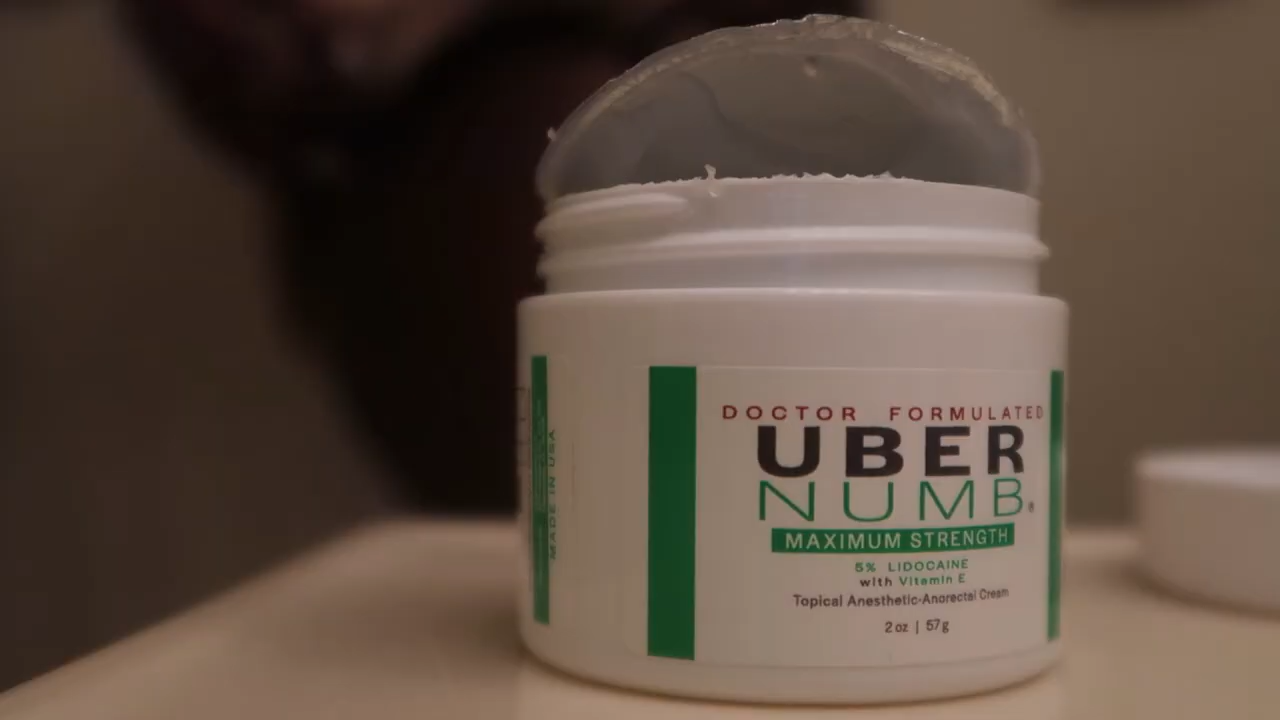 DOCTOR FORMULATED
UBER
NUMB®
MAXIMUM STRENGTH
5% LIDOCAINE
with Vitamin E
Topical Anesthetic-Anorectal Cream
2 oz | 57g
MADE IN USA